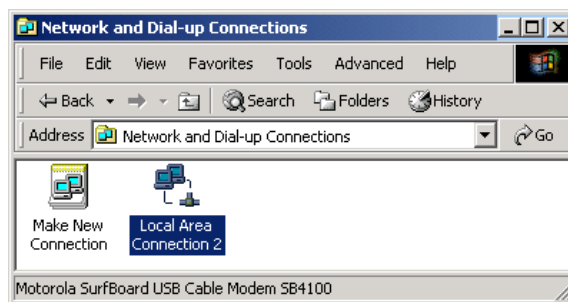 Network and Dial-up Connections
File Edit View Favorites Tools Advanced Help
Back Search Folders History
Address Network and Dial-up Connections Go
Make New Connection
Local Area Connection 2
Motorola SurfBoard USB Cable Modem SB4100